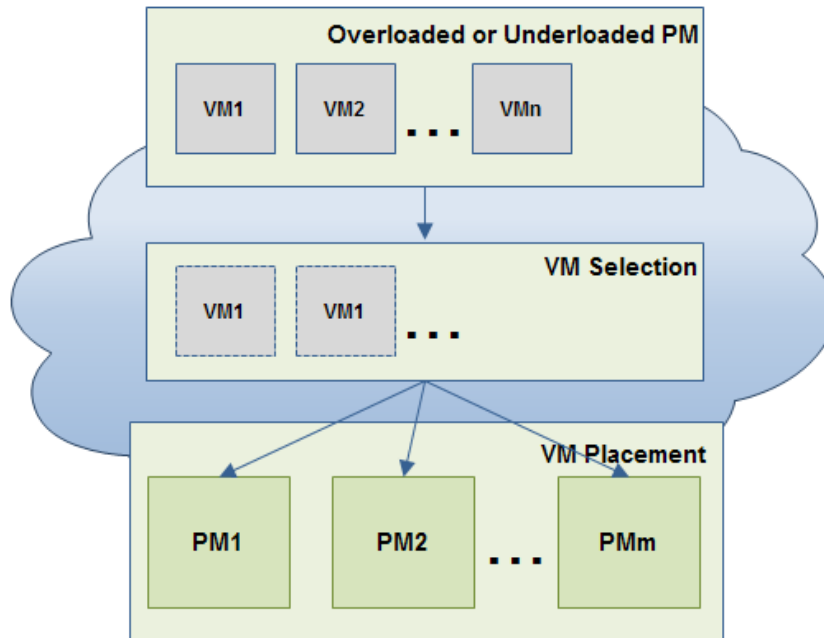 Overloaded or Underloaded PM
VM1 VM2 ... VMn
VM Selection
VM1 VM1 ...
VM Placement
PM1 PM2 ... PMm